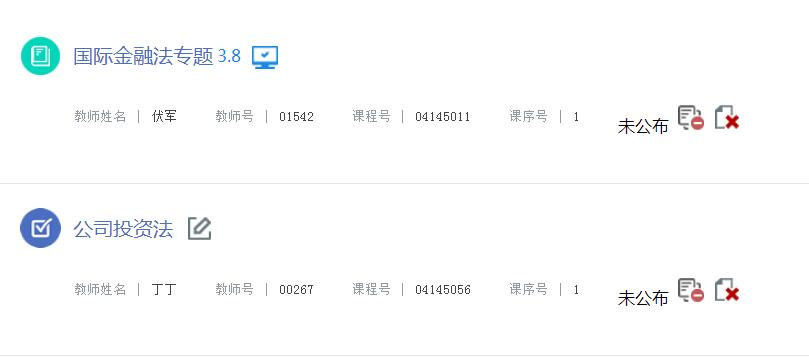 国际金融法专题 3.8
教师姓名 | 伏军 教师号 | 01542 课程号 | 04145011 课序号 | 1 未公布
公司投资法
教师姓名 | 丁丁 教师号 | 00267 课程号 | 04145056 课序号 | 1 未公布